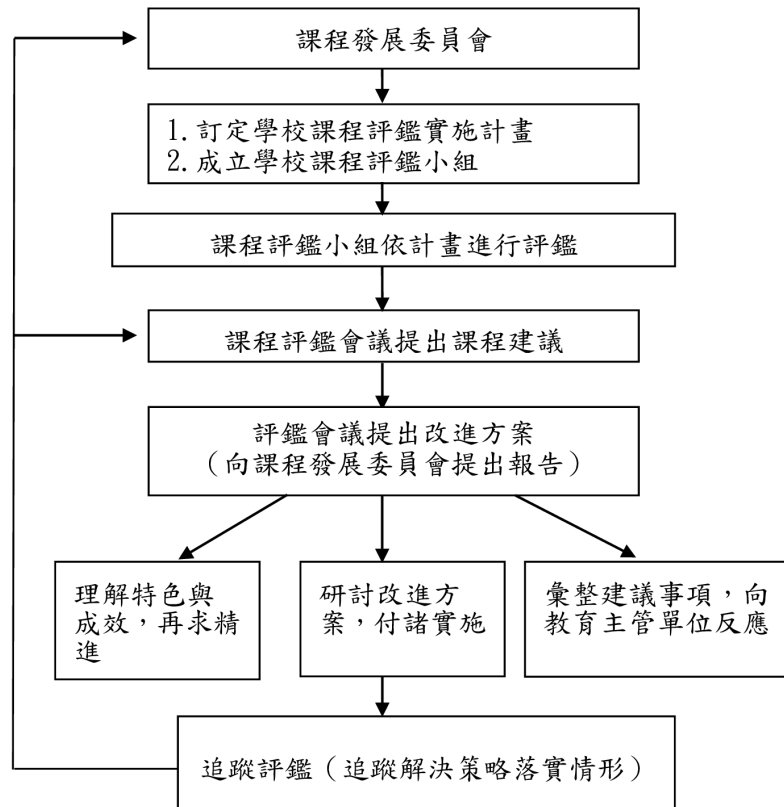 課程發展委員會
1.訂定學校課程評鑑實施計畫
2.成立學校課程評鑑小組
課程評鑑小組依計畫進行評鑑
課程評鑑會議提出課程建議
評鑑會議提出改進方案
（向課程發展委員會提出報告）
理解特色與
成效，再求精
進
研討改進方
案，付諸實施
彙整建議事項，向
教育主管單位反應
追蹤評鑑（追蹤解決策略落實情形）